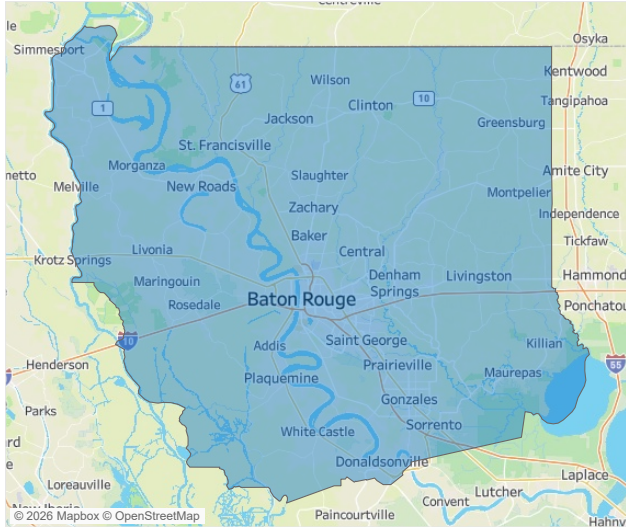 Centreville
Simmesport
Osyka
Kentwood
61
Wilson
10
Clinton
Tangipahoa
1
Jackson
Greensburg
St. Francisville
Morganza
Slaughter
Amite City
Melville
New Roads
Montpelier
Zachary
Independence
Baker
Tickfaw
Krotz Springs
Livonia
Central
Maringouin
Denham
Springs
Livingston
Hammond
Rosedale
Baton Rouge
Ponchatou
10
Addis
Saint George
Killian
Henderson
Prairieville
Maurepas
55
Plaquemine
Parks
Gonzales
White Castle
Sorrento
Donaldsonville
Laplace
Loreauville
Lutcher
Convent
Paincourtville
© 2026 Mapbox © OpenStreetMap